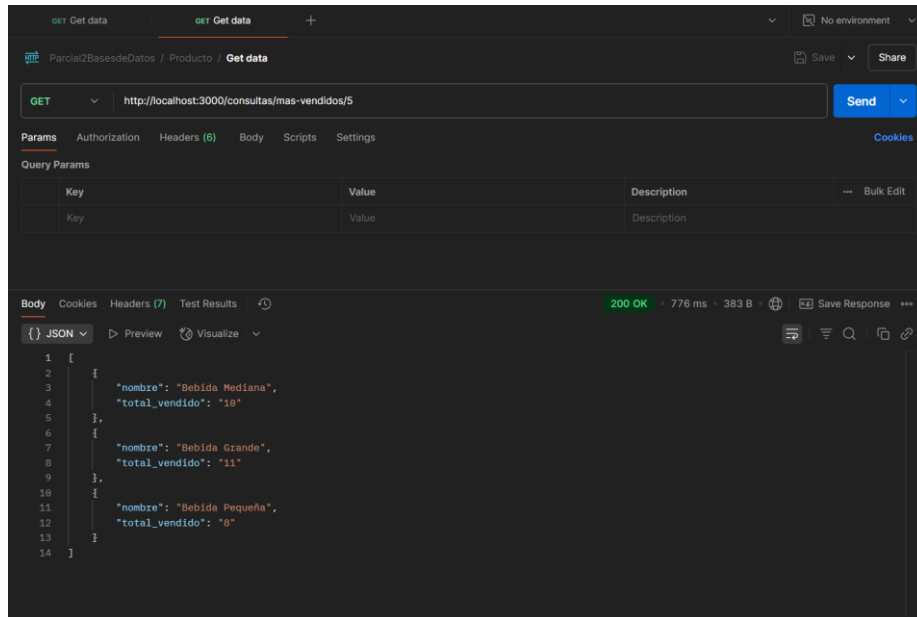 GET Get data GET Get data + No environment
HTTP Parcial2BasesdeDatos / Producto / Get data Save Share
GET http://localhost:3000/consultas/mas-vendidos/5 Send
Params Authorization Headers (6) Body Scripts Settings Cookies
Query Params
Key Value Description ••• Bulk Edit
Key Value Description
Body Cookies Headers (7) Test Results 200 OK • 776 ms • 383 B • Save Response •••
{} JSON Preview Visualize
1 [
2 {
3 "nombre": "Bebida Mediana",
4 "total_vendido": "10"
5 },
6 {
7 "nombre": "Bebida Grande",
8 "total_vendido": "11"
9 },
10 {
11 "nombre": "Bebida Pequeña",
12 "total_vendido": "8"
13 }
14 ]